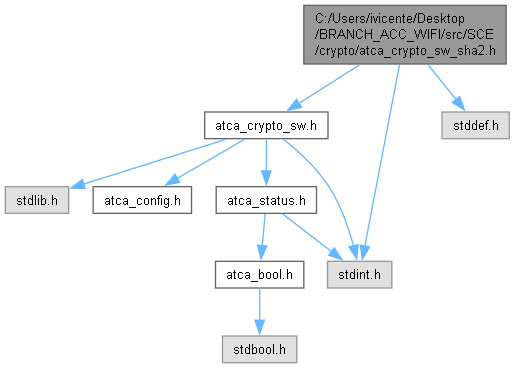 C:/Users/ivicente/Desktop
/BRANCH_ACC_WIFI/src/SCE
/crypto/atca_crypto_sw_sha2.h
atca_crypto_sw.h
stddef.h
stdlib.h
atca_config.h
atca_status.h
atca_bool.h
stdint.h
stdbool.h